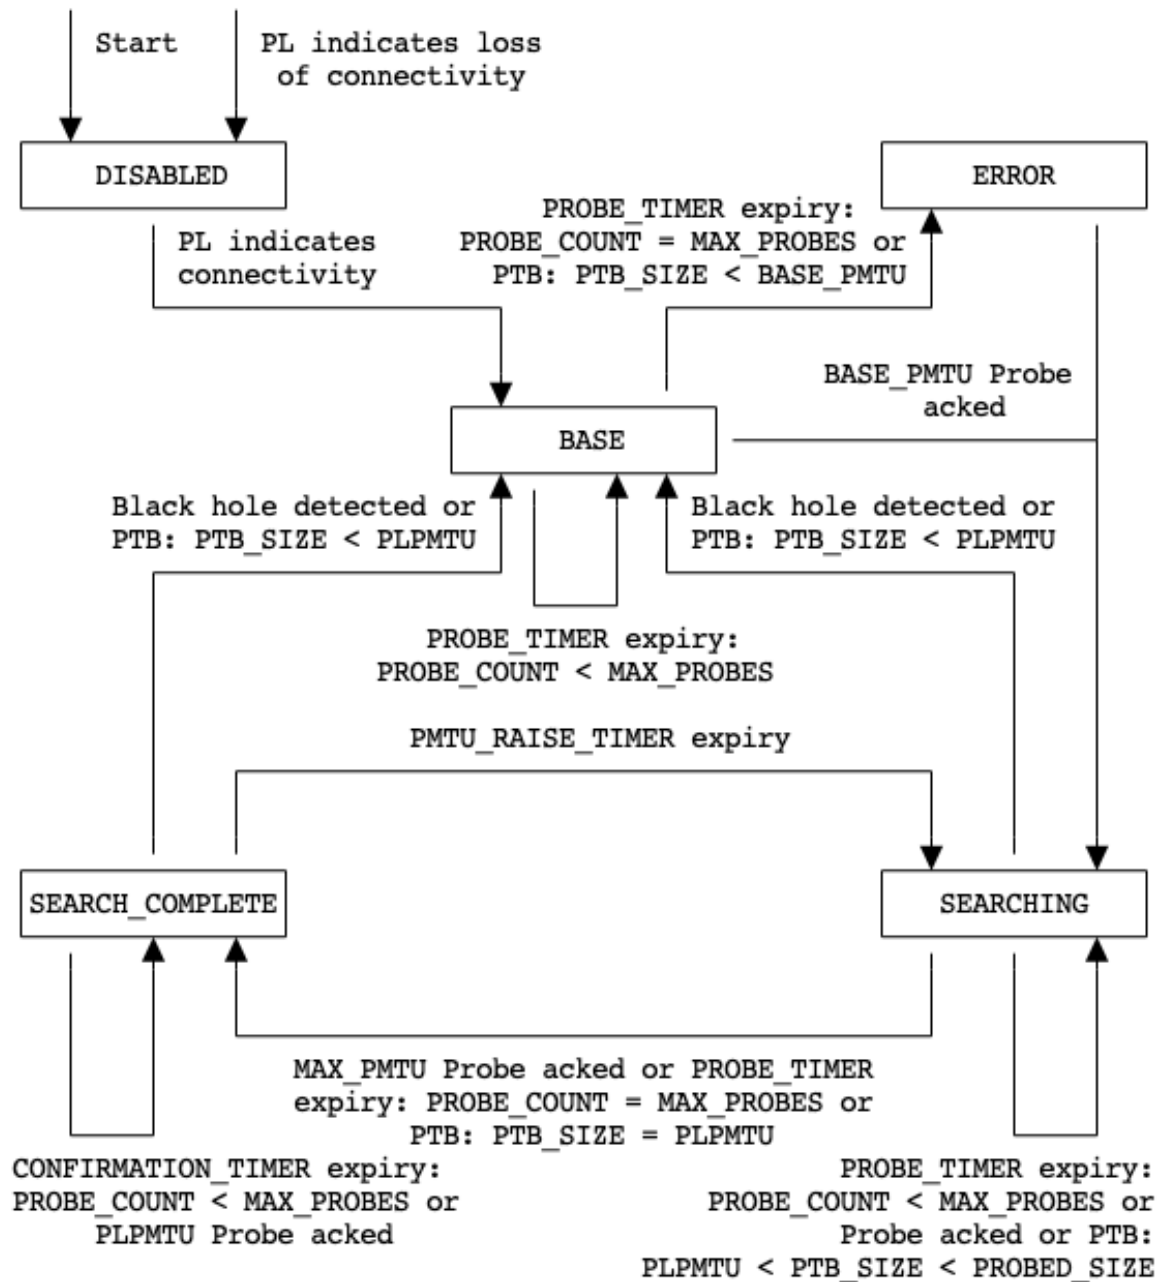 Start
PL indicates loss
of connectivity
DISABLED
ERROR
PL indicates
connectivity
PROBE_TIMER expiry:
PROBE_COUNT = MAX_PROBES or
PTB: PTB_SIZE < BASE_PMTU
BASE_PMTU Probe
acked
BASE
Black hole detected or
PTB: PTB_SIZE < PLPMTU
Black hole detected or
PTB: PTB_SIZE < PLPMTU
PROBE_TIMER expiry:
PROBE_COUNT < MAX_PROBES
PMTU_RAISE_TIMER expiry
SEARCH_COMPLETE
SEARCHING
MAX_PMTU Probe acked or PROBE_TIMER
expiry: PROBE_COUNT = MAX_PROBES or
PTB: PTB_SIZE = PLPMTU
CONFIRMATION_TIMER expiry:
PROBE_COUNT < MAX_PROBES or
PLPMTU Probe acked
PROBE_TIMER expiry:
PROBE_COUNT < MAX_PROBES or
Probe acked or PTB:
PLPMTU < PTB_SIZE < PROBED_SIZE